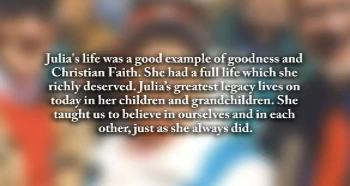 Julia's life was a good example of goodness and
Christian Faith. She had a full life which she
richly deserved. Julia's greatest legacy lives on
today in her children and grandchildren. She
taught us to believe in ourselves and in each
other, just as she always did.